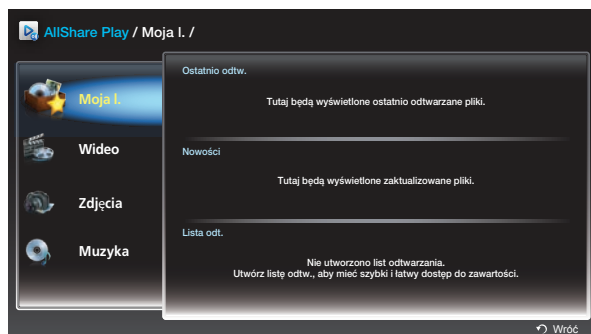 AllShare Play / Moja l. /
Moja l.
Wideo
Zdjęcia
Muzyka
Ostatnio odtw.
Tutaj będą wyświetlone ostatnio odtwarzane pliki.
Nowości
Tutaj będą wyświetlone zaktualizowane pliki.
Lista odt.
Nie utworzono list odtwarzania.
Utwórz listę odtw., aby mieć szybki i łatwy dostęp do zawartości.
Wróć